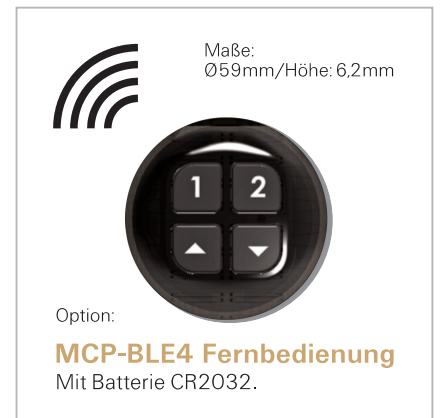 Maße:
Ø59mm/Höhe: 6,2mm
1 2
Option:
MCP-BLE4 Fernbedienung
Mit Batterie CR2032.